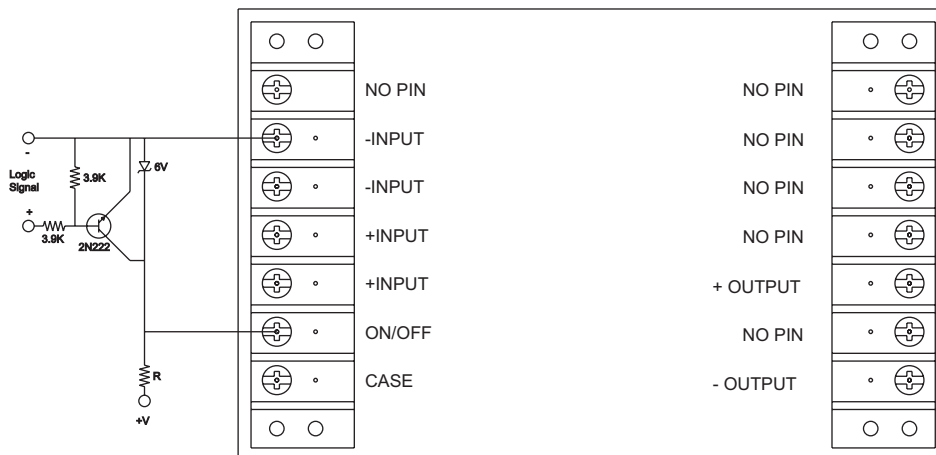 NO PIN
-INPUT
-INPUT
+INPUT
+INPUT
ON/OFF
CASE
NO PIN
NO PIN
NO PIN
NO PIN
+ OUTPUT
NO PIN
- OUTPUT
-
Logic
Signal
+
3.9K
3.9K
2N222
6V
R
+V